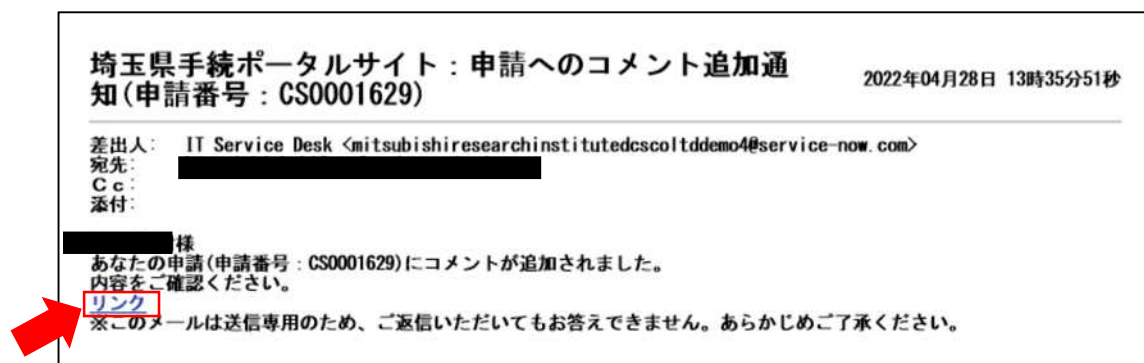 埼玉県手続ポータルサイト：申請へのコメント追加通
知(申請番号：CS0001629)
2022年04月28日 13時35分51秒
差出人： IT Service Desk <mitsubishiresearchinstitutedcscoltddemo4@service-now.com>
宛先：
Ｃｃ：
添付：
様
あなたの申請(申請番号：CS0001629)にコメントが追加されました。
内容をご確認ください。
リンク
※このメールは送信専用のため、ご返信いただいてもお答えできません。あらかじめご了承ください。